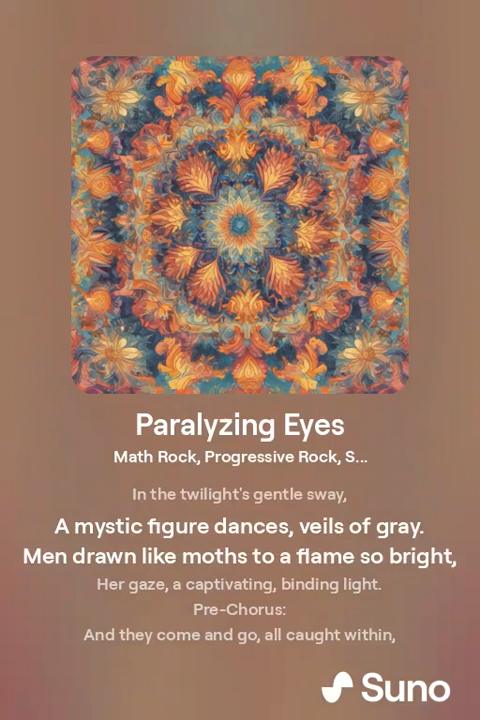 Paralyzing Eyes
Math Rock, Progressive Rock, S...
In the twilight's gentle sway,
A mystic figure dances, veils of gray.
Men drawn like moths to a flame so bright,
Her gaze, a captivating, binding light.
Pre-Chorus:
And they come and go, all caught within,
Suno